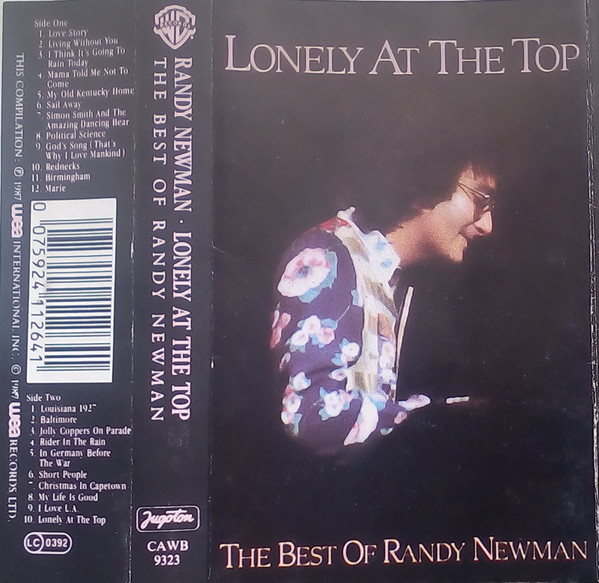 Side One
1. Love Story
2. Living Without You
3. I Think It's Going To
Rain Today
4. Mama Told Me Not To
Come
5. My Old Kentucky Home
6. Sail Away
7. Simon Smith And The
Amazing Dancing Bear
8. Political Science
9. God's Song (That's
Why I Love Mankind)
10. Rednecks
11. Birmingham
12 Marie
0 075924 112641
Side Two
1. Louisiana 1927
2. Baltimore
3. Jolly Coppers On Parade
4. Rider In The Rain
5. In Germany Before
The War
6. Short People
7. Christmas In Capetown
8. My Life Is Good
9. I Love L.A.
10. Lonely At The Top
LC 0392
THIS COMPILATION: ℗ 1987 wea INTERNATIONAL INC. © 1987 wea RECORDS LTD.
RANDY NEWMAN · LONELY AT THE TOP
THE BEST OF RANDY NEWMAN
Jugoton
CAWB
9323
LONELY AT THE TOP
THE BEST OF RANDY NEWMAN